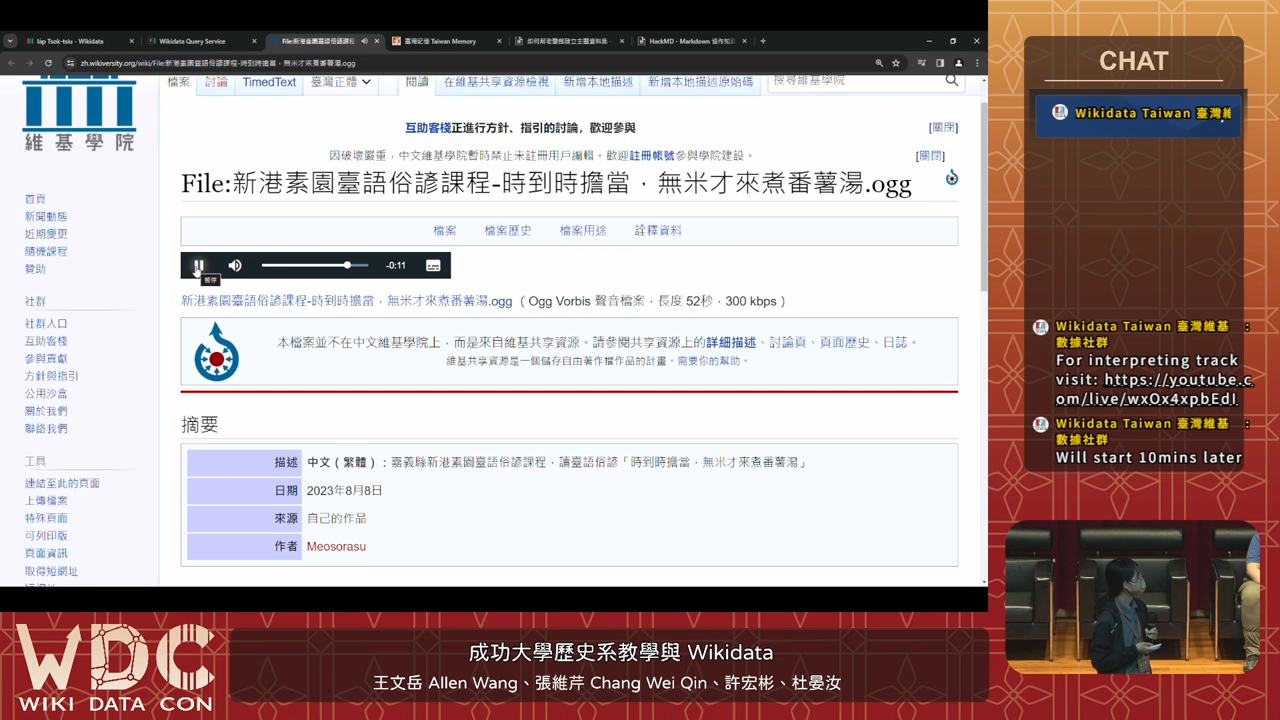 láp Tsok-tsiu - Wikidata
Wikidata Query Service
File:新港素園臺語俗諺課程
臺灣記憶 Taiwan Memory
如何幫老醫館建立主題資料集 -
HackMD - Markdown 協作知識
zh.wikiversity.org/wiki/File:新港素園臺語俗諺課程-時到時擔當,無米才來煮番薯湯.ogg
維基學院
檔案
討論
TimedText
臺灣正體
閱讀
在維基共享資源檢視
新增本地描述
新增本地描述原始碼
搜尋維基學院
互助客棧正進行方針、指引的討論,歡迎參與
[關閉]
因破壞嚴重,中文維基學院暫時禁止未註冊用戶編輯。歡迎註冊帳號參與學院建設。
[關閉]
File:新港素園臺語俗諺課程-時到時擔當,無米才來煮番薯湯.ogg
檔案
檔案歷史
檔案用途
詮釋資料
-0:11
暫停
新港素園臺語俗諺課程-時到時擔當,無米才來煮番薯湯.ogg ( Ogg Vorbis 聲音檔案,長度 52秒,300 kbps )
本檔案並不在中文維基學院上,而是來自維基共享資源。請參閱共享資源上的詳細描述、討論頁、頁面歷史、日誌。
維基共享資源是一個儲存自由著作權作品的計畫。需要你的幫助。
摘要
描述 中文(繁體):嘉義縣新港素園臺語俗諺課程,讀臺語俗諺「時到時擔當,無米才來煮番薯湯」
日期 2023年8月8日
來源 自己的作品
作者 Meosorasu
首頁
新聞動態
近期變更
隨機課程
贊助
社群
社群入口
互助客棧
參與貢獻
方針與指引
公用沙盒
關於我們
聯絡我們
工具
連結至此的頁面
上傳檔案
特殊頁面
可列印版
頁面資訊
取得短網址
CHAT
Wikidata Taiwan 臺灣維
Wikidata Taiwan 臺灣維基數據社群:
For interpreting track
visit: https://youtube.c
om/live/wxOx4xpbEdI
Wikidata Taiwan 臺灣維基數據社群:
Will start 10mins later
WDC
WIKI DATA CON
成功大學歷史系教學與 Wikidata
王文岳 Allen Wang、張維芹 Chang Wei Qin、許宏彬、杜晏汝